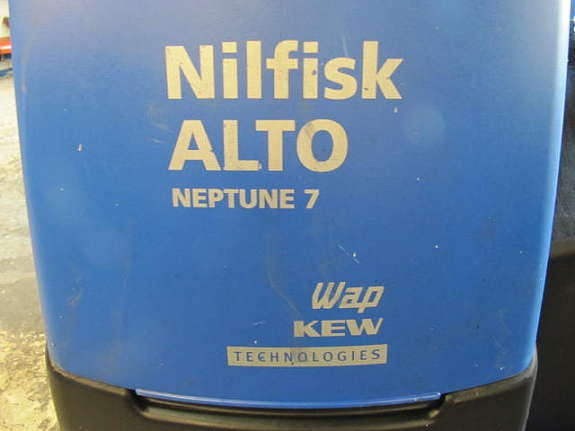 Nilfisk
ALTO
NEPTUNE 7
Wap
KEW
TECHNOLOGIES